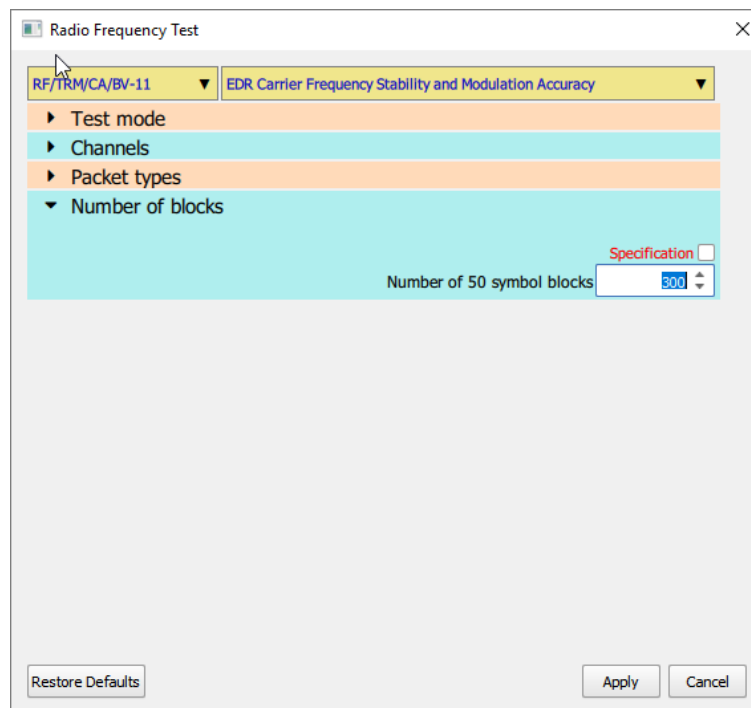 Radio Frequency Test
RF/TRM/CA/BV-11 EDR Carrier Frequency Stability and Modulation Accuracy
Test mode
Channels
Packet types
Number of blocks
Specification
Number of 50 symbol blocks 300
Restore Defaults Apply Cancel